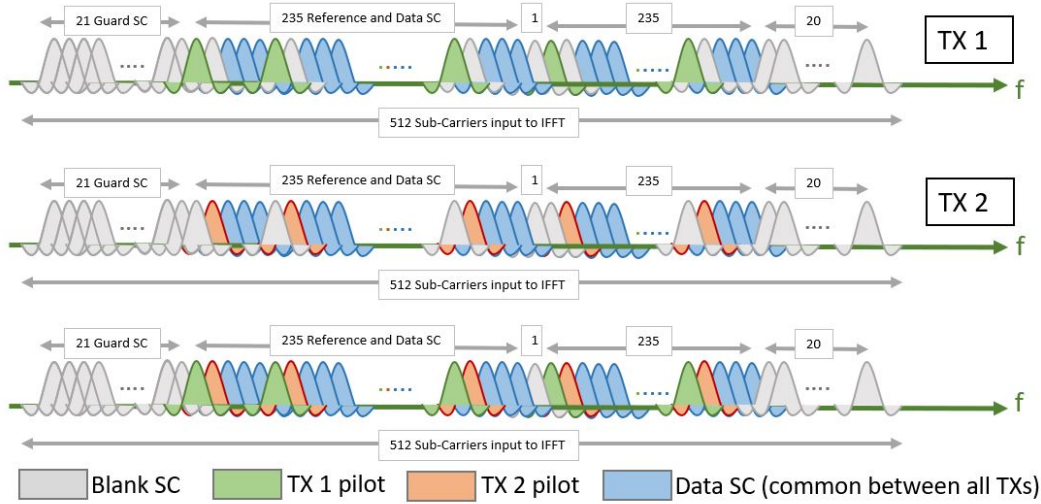 21 Guard SC 235 Reference and Data SC 1 235 20
TX 1
f
512 Sub-Carriers input to IFFT
21 Guard SC 235 Reference and Data SC 1 235 20
TX 2
f
512 Sub-Carriers input to IFFT
21 Guard SC 235 Reference and Data SC 1 235 20
f
512 Sub-Carriers input to IFFT
Blank SC TX 1 pilot TX 2 pilot Data SC (common between all TXs)